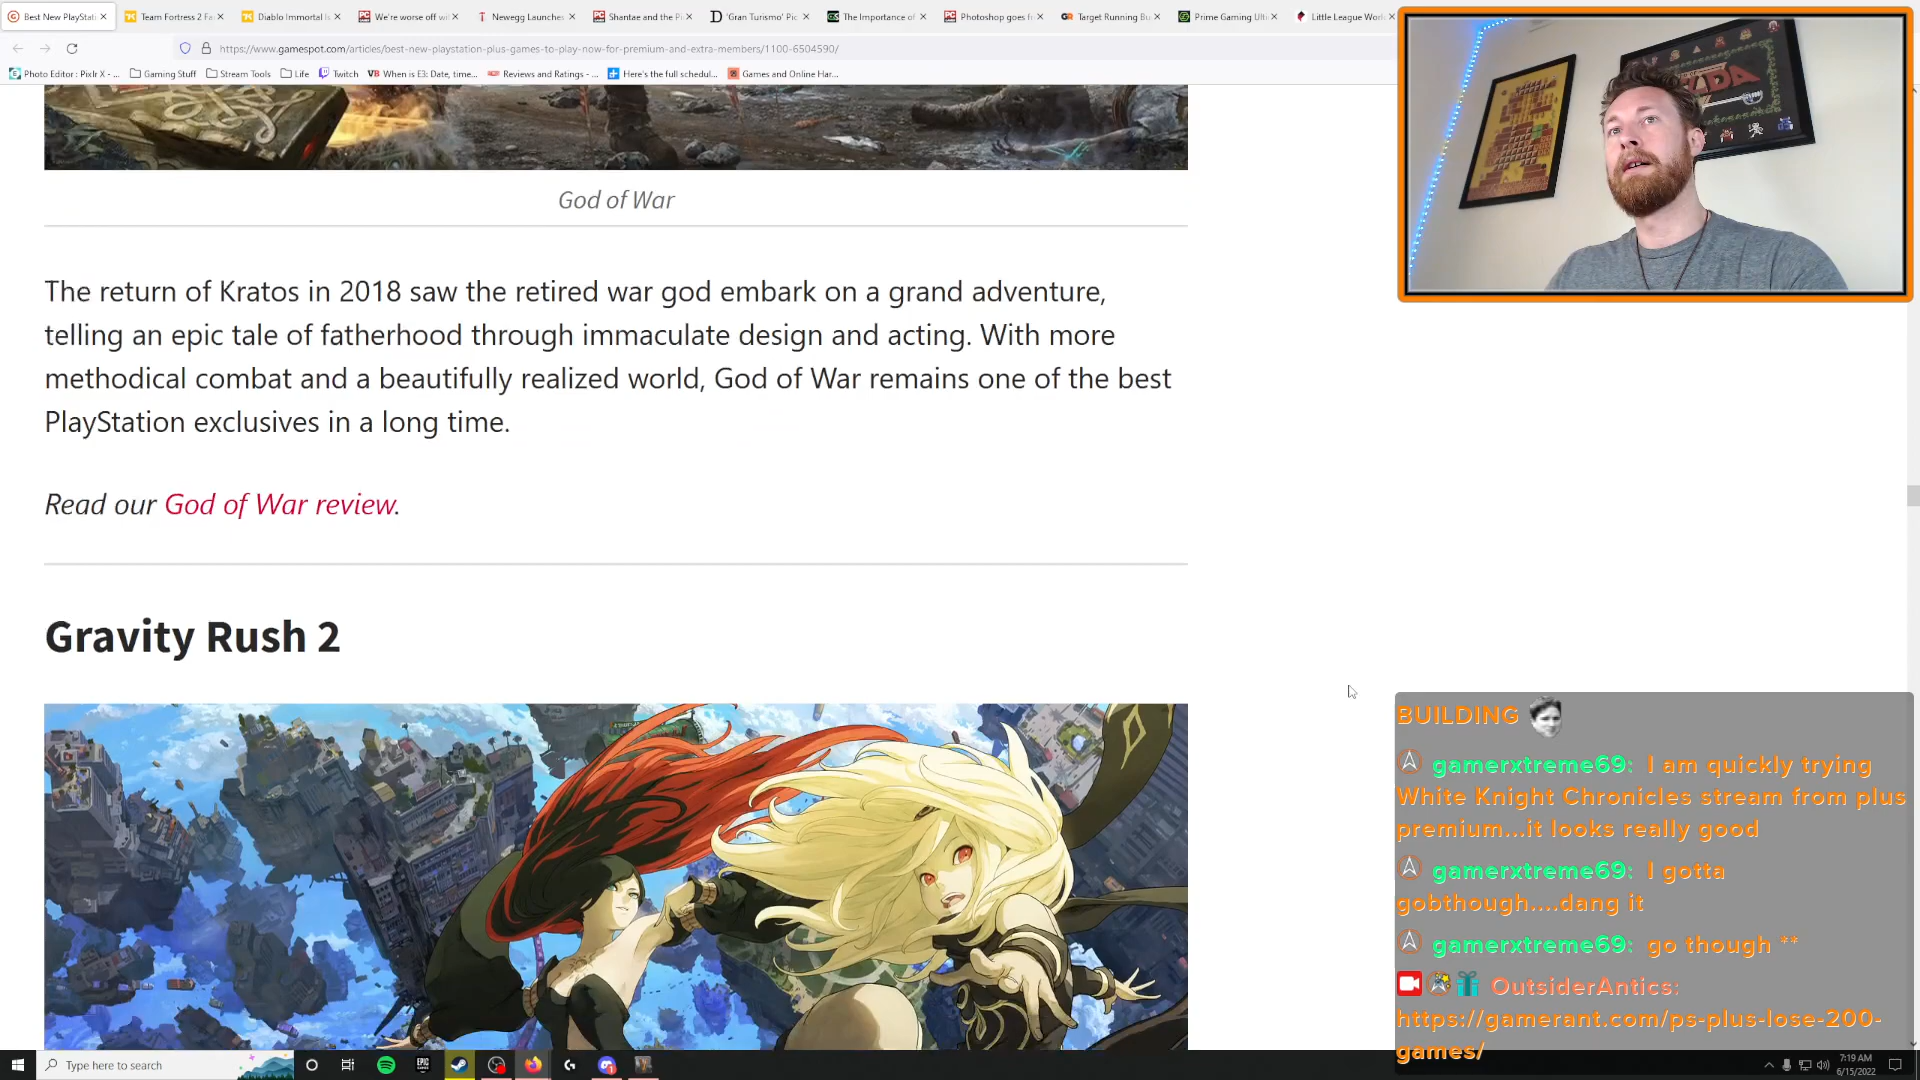 Best New PlayStati
Team Fortress 2 Fa
Diablo Immortal Is
We're worse off wi
Newegg Launches
Shantae and the Pi
'Gran Turismo' Pic
The Importance of
Photoshop goes fr
Target Running Bu
Prime Gaming Ulti
Little League Worl
https://www.gamespot.com/articles/best-new-playstation-plus-games-to-play-now-for-premium-and-extra-members/1100-6504590/
Photo Editor : Pixlr X - ...
Gaming Stuff
Stream Tools
Life
Twitch
When is E3: Date, time...
Reviews and Ratings - ...
Here's the full schedul...
Games and Online Har...
God of War
The return of Kratos in 2018 saw the retired war god embark on a grand adventure,
telling an epic tale of fatherhood through immaculate design and acting. With more
methodical combat and a beautifully realized world, God of War remains one of the best
PlayStation exclusives in a long time.
Read our God of War review.
Gravity Rush 2
BUILDING
gamerxtreme69: I am quickly trying
White Knight Chronicles stream from plus
premium...it looks really good
gamerxtreme69: I gotta
gobthough....dang it
gamerxtreme69: go though **
OutsiderAntics:
https://gamerant.com/ps-plus-lose-200-
games/
Type here to search
7:19 AM
6/15/2022